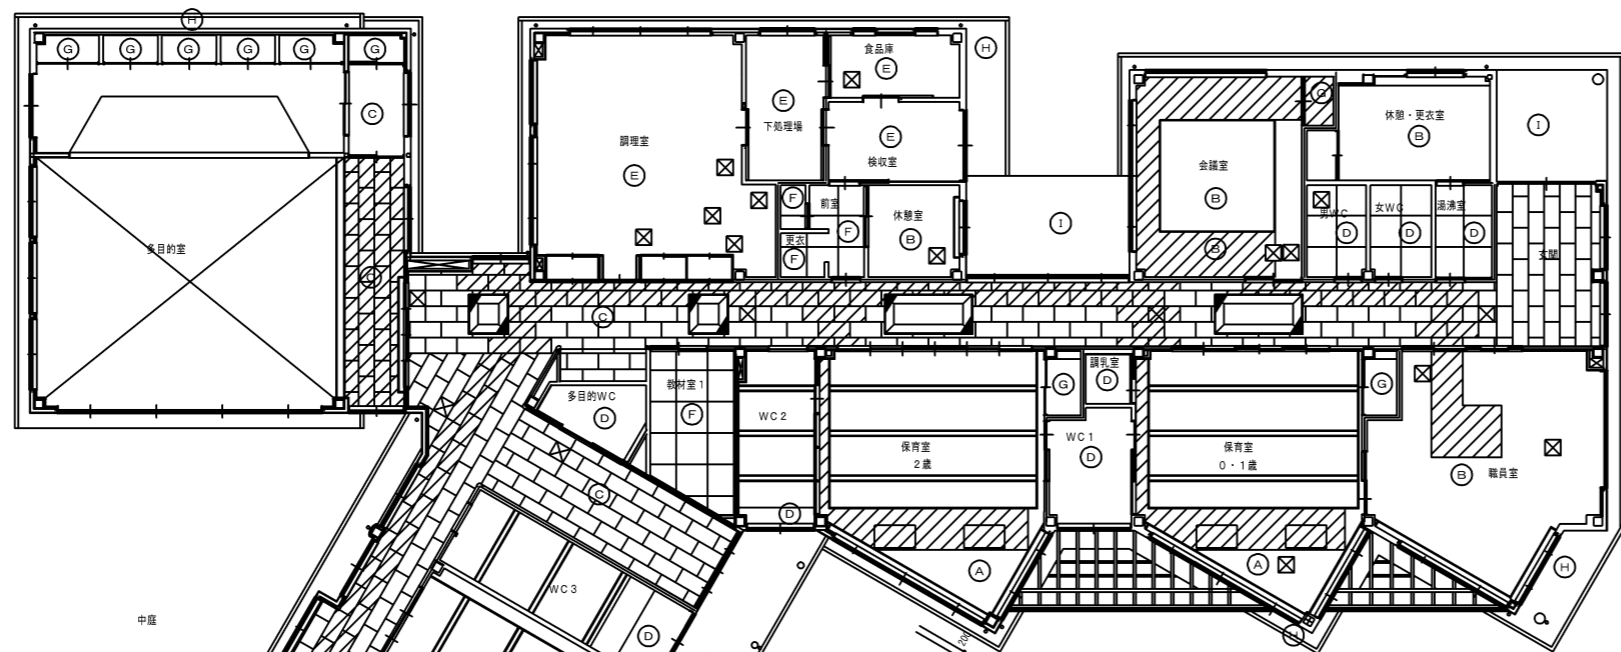 H
G G G G G G
C
多目的室
C
調理室
E
E
下処理場
食品庫
E
E
検収室
H
F
前室
F
更衣
F
休憩室
B
I
会議室
B
B
G
休憩・更衣室
B
I
男WC
D
女WC
D
湯沸室
D
玄関
C
多目的WC
D
教材室1
F
WC2
D
C
WC3
D
保育室
2歳
A
G
調乳室
D
WC1
D
保育室
0・1歳
A
G
B
職員室
H
H
中庭
200